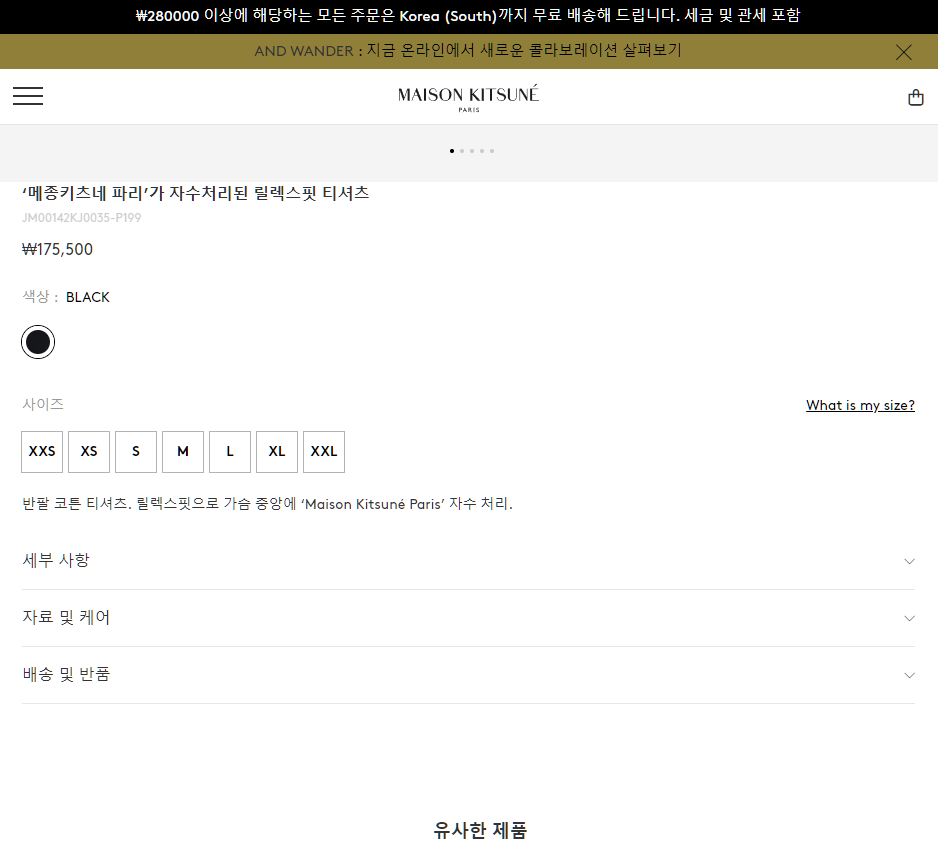 ₩280000 이상에 해당하는 모든 주문은 Korea (South)까지 무료 배송해 드립니다. 세금 및 관세 포함
AND WANDER : 지금 온라인에서 새로운 콜라보레이션 살펴보기
MAISON KITSUNÉ
PARIS
‘메종키츠네 파리’가 자수처리된 릴렉스핏 티셔츠
JM00142KJ0035-P199
₩175,500
색상 : BLACK
사이즈 What is my size?
XXS XS S M L XL XXL
반팔 코튼 티셔츠. 릴렉스핏으로 가슴 중앙에 ‘Maison Kitsuné Paris’ 자수 처리.
세부 사항
자료 및 케어
배송 및 반품
유사한 제품